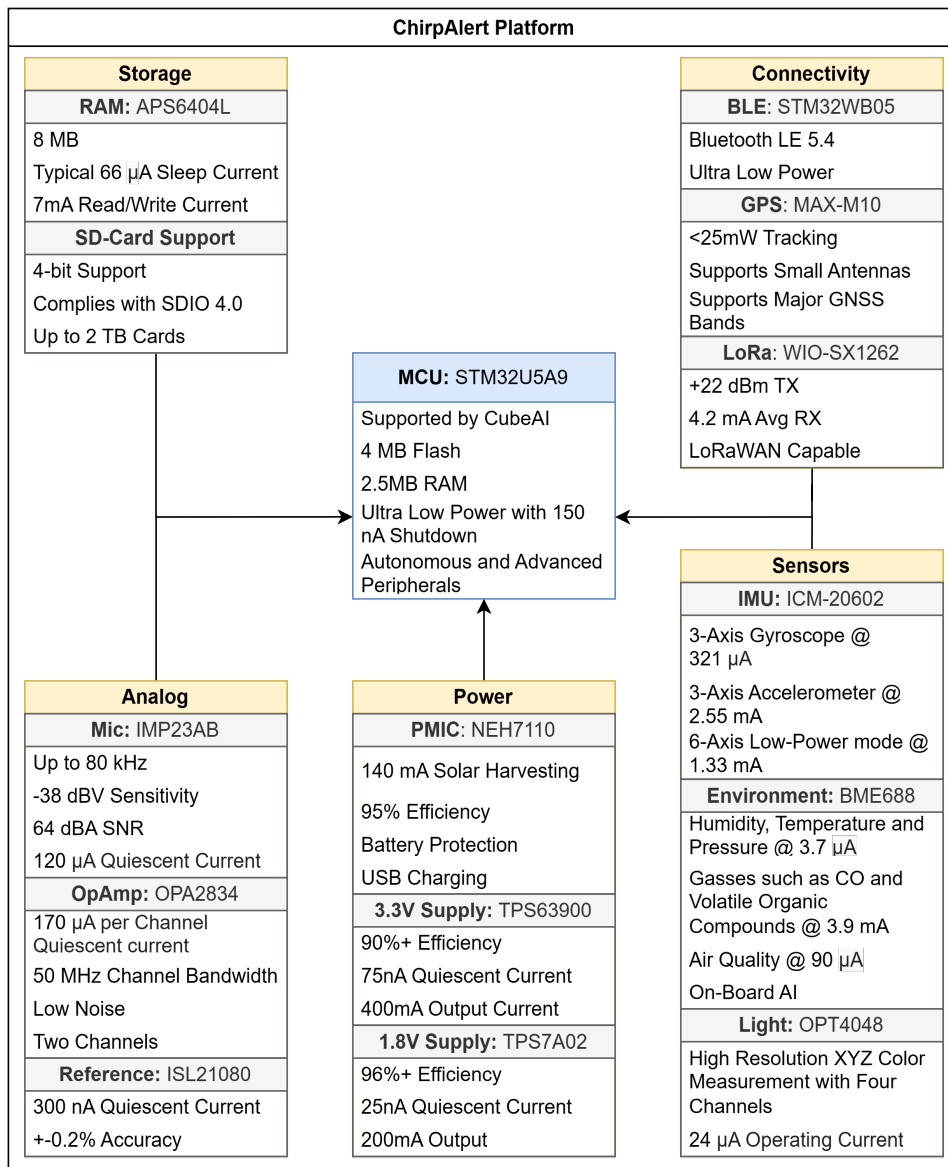 ChirpAlert Platform
Storage
RAM: APS6404L
8 MB
Typical 66 µA Sleep Current
7mA Read/Write Current
SD-Card Support
4-bit Support
Complies with SDIO 4.0
Up to 2 TB Cards
Connectivity
BLE: STM32WB05
Bluetooth LE 5.4
Ultra Low Power
GPS: MAX-M10
<25mW Tracking
Supports Small Antennas
Supports Major GNSS
Bands
LoRa: WIO-SX1262
+22 dBm TX
4.2 mA Avg RX
LoRaWAN Capable
MCU: STM32U5A9
Supported by CubeAI
4 MB Flash
2.5MB RAM
Ultra Low Power with 150
nA Shutdown
Autonomous and Advanced
Peripherals
Analog
Mic: IMP23AB
Up to 80 kHz
-38 dBV Sensitivity
64 dBA SNR
120 µA Quiescent Current
OpAmp: OPA2834
170 µA per Channel
Quiescent current
50 MHz Channel Bandwidth
Low Noise
Two Channels
Reference: ISL21080
300 nA Quiescent Current
+-0.2% Accuracy
Power
PMIC: NEH7110
140 mA Solar Harvesting
95% Efficiency
Battery Protection
USB Charging
3.3V Supply: TPS63900
90%+ Efficiency
75nA Quiescent Current
400mA Output Current
1.8V Supply: TPS7A02
96%+ Efficiency
25nA Quiescent Current
200mA Output
Sensors
IMU: ICM-20602
3-Axis Gyroscope @
321 µA
3-Axis Accelerometer @
2.55 mA
6-Axis Low-Power mode @
1.33 mA
Environment: BME688
Humidity, Temperature and
Pressure @ 3.7 µA
Gasses such as CO and
Volatile Organic
Compounds @ 3.9 mA
Air Quality @ 90 µA
On-Board AI
Light: OPT4048
High Resolution XYZ Color
Measurement with Four
Channels
24 µA Operating Current